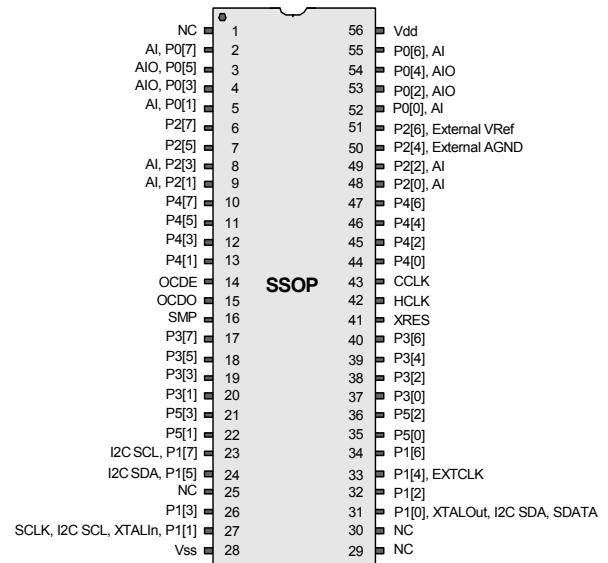 NC 1 56 Vdd
AI, P0[7] 2 55 P0[6], AI
AIO, P0[5] 3 54 P0[4], AIO
AIO, P0[3] 4 53 P0[2], AIO
AI, P0[1] 5 52 P0[0], AI
P2[7] 6 51 P2[6], External VRef
P2[5] 7 50 P2[4], External AGND
AI, P2[3] 8 49 P2[2], AI
AI, P2[1] 9 48 P2[0], AI
P4[7] 10 47 P4[6]
P4[5] 11 46 P4[4]
P4[3] 12 45 P4[2]
P4[1] 13 44 P4[0]
OCDE 14 SSOP 43 CCLK
OCDO 15 42 HCLK
SMP 16 41 XRES
P3[7] 17 40 P3[6]
P3[5] 18 39 P3[4]
P3[3] 19 38 P3[2]
P3[1] 20 37 P3[0]
P5[3] 21 36 P5[2]
P5[1] 22 35 P5[0]
I2C SCL, P1[7] 23 34 P1[6]
I2C SDA, P1[5] 24 33 P1[4], EXTCLK
NC 25 32 P1[2]
P1[3] 26 31 P1[0], XTALOut, I2C SDA, SDATA
SCLK, I2C SCL, XTALIn, P1[1] 27 30 NC
Vss 28 29 NC